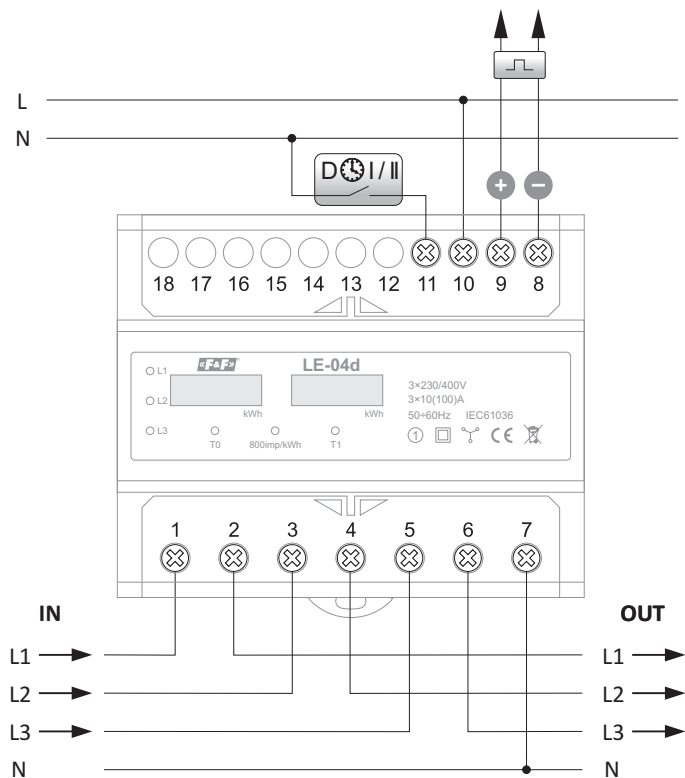 L
N
D I / II
+ −
18 17 16 15 14 13 12 11 10 9 8
«F&F»® LE-04d
L1
L2
L3
kWh kWh
T0 800imp/kWh T1
3×230/400V
3×10(100)A
50÷60Hz IEC61036
1 CE
1 2 3 4 5 6 7
IN OUT
L1 L1
L2 L2
L3 L3
N N